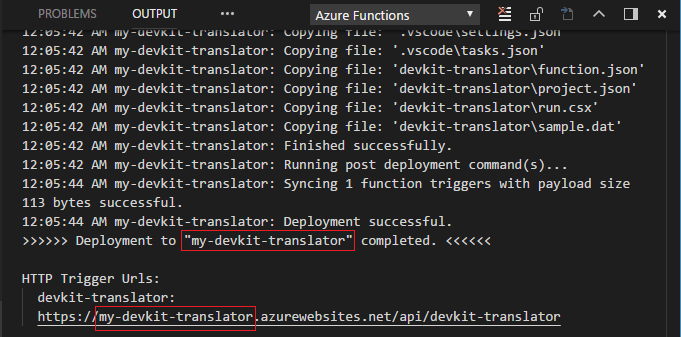 PROBLEMS OUTPUT ••• Azure Functions
12:05:42 AM my-devkit-translator: Copying file: '.vscode\settings.json'
12:05:42 AM my-devkit-translator: Copying file: '.vscode\tasks.json'
12:05:42 AM my-devkit-translator: Copying file: 'devkit-translator\function.json'
12:05:42 AM my-devkit-translator: Copying file: 'devkit-translator\project.json'
12:05:42 AM my-devkit-translator: Copying file: 'devkit-translator\run.csx'
12:05:42 AM my-devkit-translator: Copying file: 'devkit-translator\sample.dat'
12:05:42 AM my-devkit-translator: Finished successfully.
12:05:42 AM my-devkit-translator: Running post deployment command(s)...
12:05:44 AM my-devkit-translator: Syncing 1 function triggers with payload size
113 bytes successful.
12:05:44 AM my-devkit-translator: Deployment successful.
>>>>>> Deployment to "my-devkit-translator" completed. <<<<<<
HTTP Trigger Urls:
devkit-translator:
https://my-devkit-translator.azurewebsites.net/api/devkit-translator